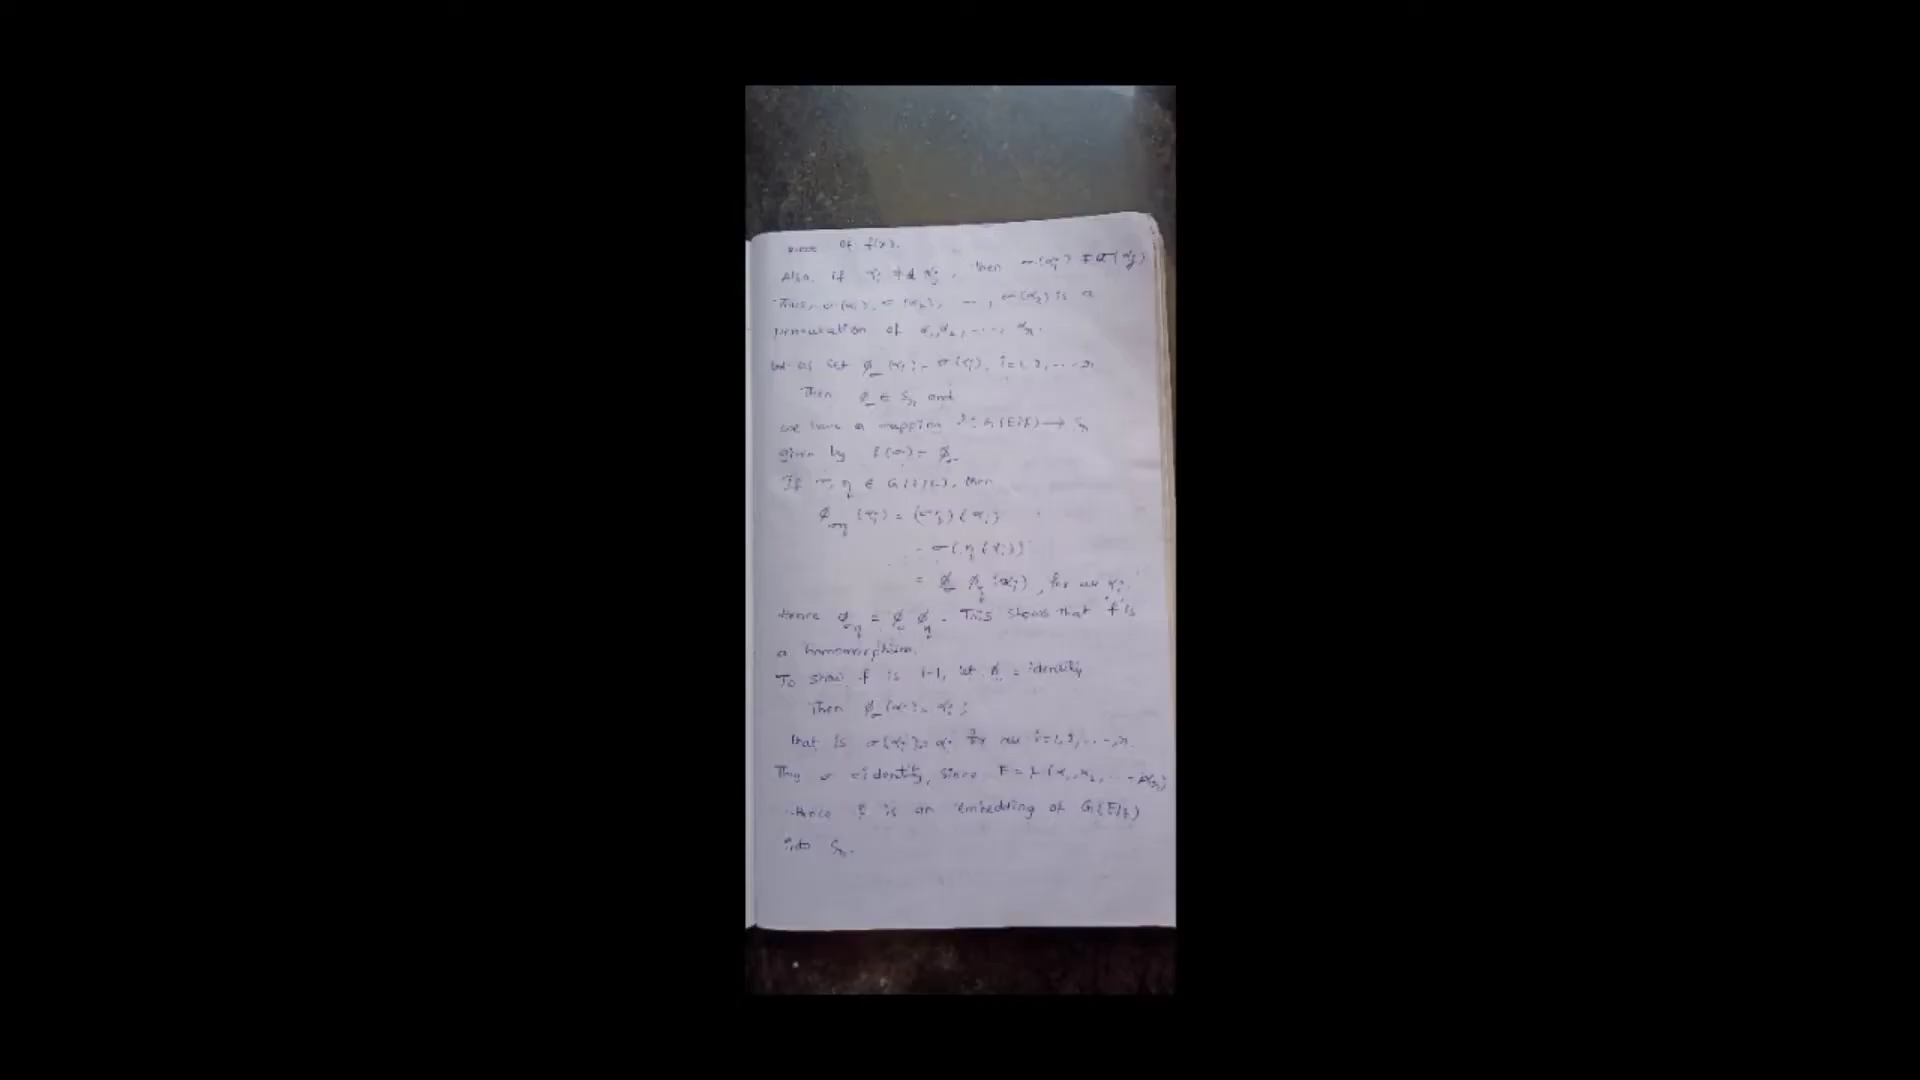 of f(x).
Also, if αi ≠ αj, then σ(αi) ≠ σ(αj)
Thus, σ(α1), σ(α2), ..., is a
permutation of α1, α2, ...., αn.
Let us set φσ(αi) = σ(αi), i=1, 2, ... n
Then φσ ∈ Sn and
we have a mapping G(E/F) → Sn
given by f(σ) = φσ
If σ, η ∈ then
φση (αi) = (ση)(αi)
= σ(η(αi))
= φσ φη (αi), for all αi.
Hence φση = φσ φη. This shows that 'f' is
a homomorphism.
To show f is 1-1, let φσ = identity
Then φσ(αi) = αi
that is σ(αi) = αi for all i=1, 2, ..., n.
σ = identity, since
Hence f is an embedding of G(E/F)
into Sn.